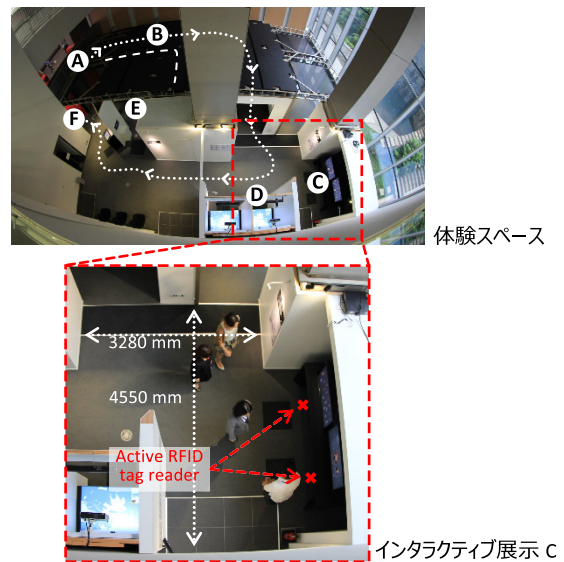 A
B
F
E
C
D
体験スペース
3280 mm
4550 mm
Active RFID
tag reader
インタラクティブ展示 C